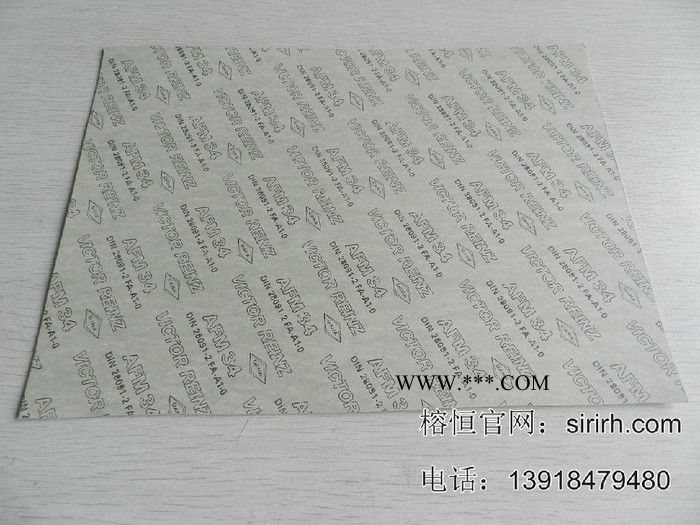 AFM 34
VICTOR REINZ
DIN 28091-2 FA-A1-0
WWW.***.COM
榕恒官网：sirirh.com
电话：13918479480